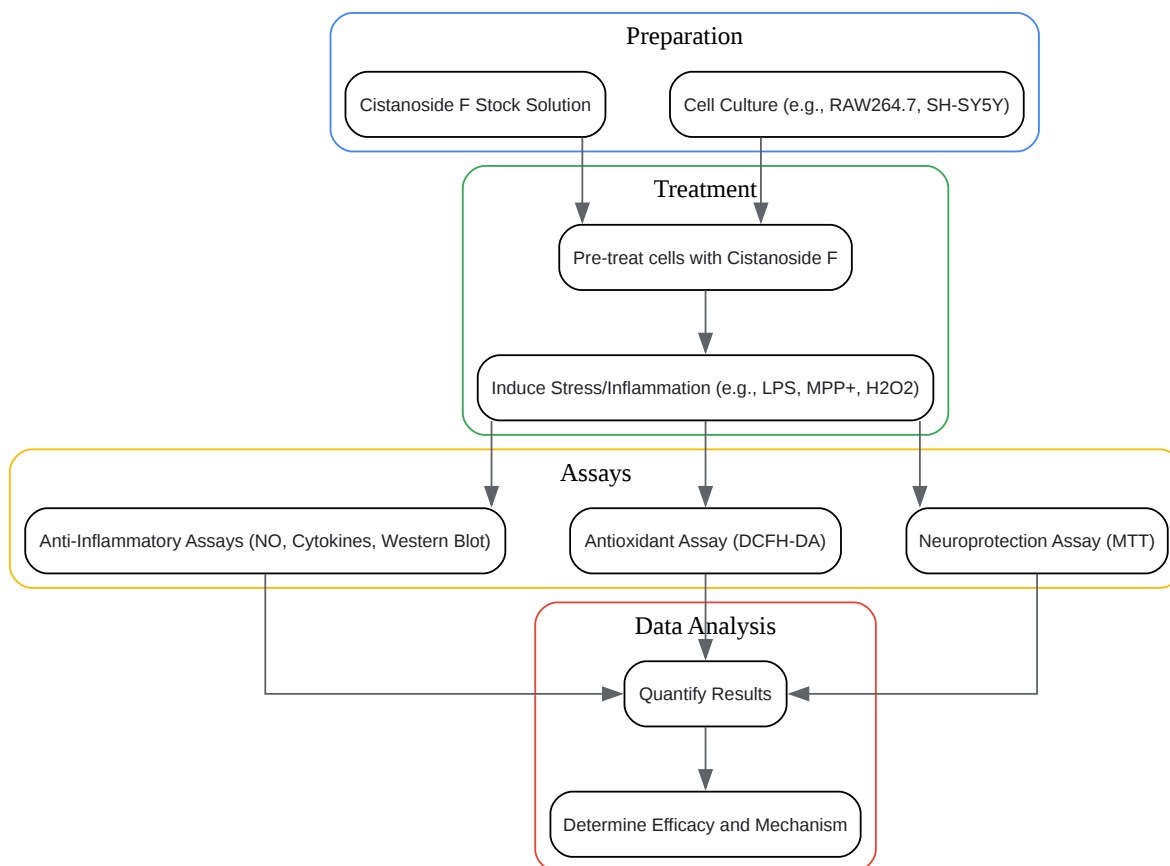 Preparation
Cistanoside F Stock Solution
Cell Culture (e.g., RAW264.7, SH-SY5Y)
Treatment
Pre-treat cells with Cistanoside F
Induce Stress/Inflammation (e.g., LPS, MPP+, H2O2)
Assays
Anti-Inflammatory Assays (NO, Cytokines, Western Blot)
Antioxidant Assay (DCFH-DA)
Neuroprotection Assay (MTT)
Data Analysis
Quantify Results
Determine Efficacy and Mechanism